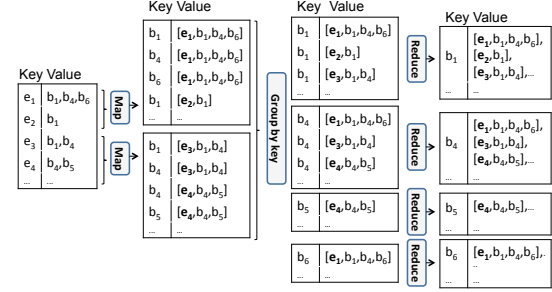 Key Value
e1 b1,b4,b6
e2 b1
e3 b1,b4
e4 b4,b5
... ...
Map
Map
Key Value
b1 [e1,b1,b4,b6]
b4 [e1,b1,b4,b6]
b6 [e1,b1,b4,b6]
b1 [e2,b1]
... ...
b1 [e3,b1,b4]
b4 [e3,b1,b4]
b4 [e4,b4,b5]
b5 [e4,b4,b5]
... ...
Group by key
Key Value
b1 [e1,b1,b4,b6]
b1 [e2,b1]
b1 [e3,b1,b4]
... ...
b4 [e1,b1,b4,b6]
b4 [e3,b1,b4]
b4 [e4,b4,b5]
... ...
b5 [e4,b4,b5]
... ...
b6 [e1,b1,b4,b6]
... ...
Reduce
Reduce
Reduce
Reduce
Key Value
b1 [e1,b1,b4,b6],
[e2,b1],
[e3,b1,b4],...
... ...
b4 [e1,b1,b4,b6],
[e3,b1,b4],
[e4,b4,b5],...
... ...
b5 [e4,b4,b5],...
... ...
b6 [e1,b1,b4,b6],..
..
... ...